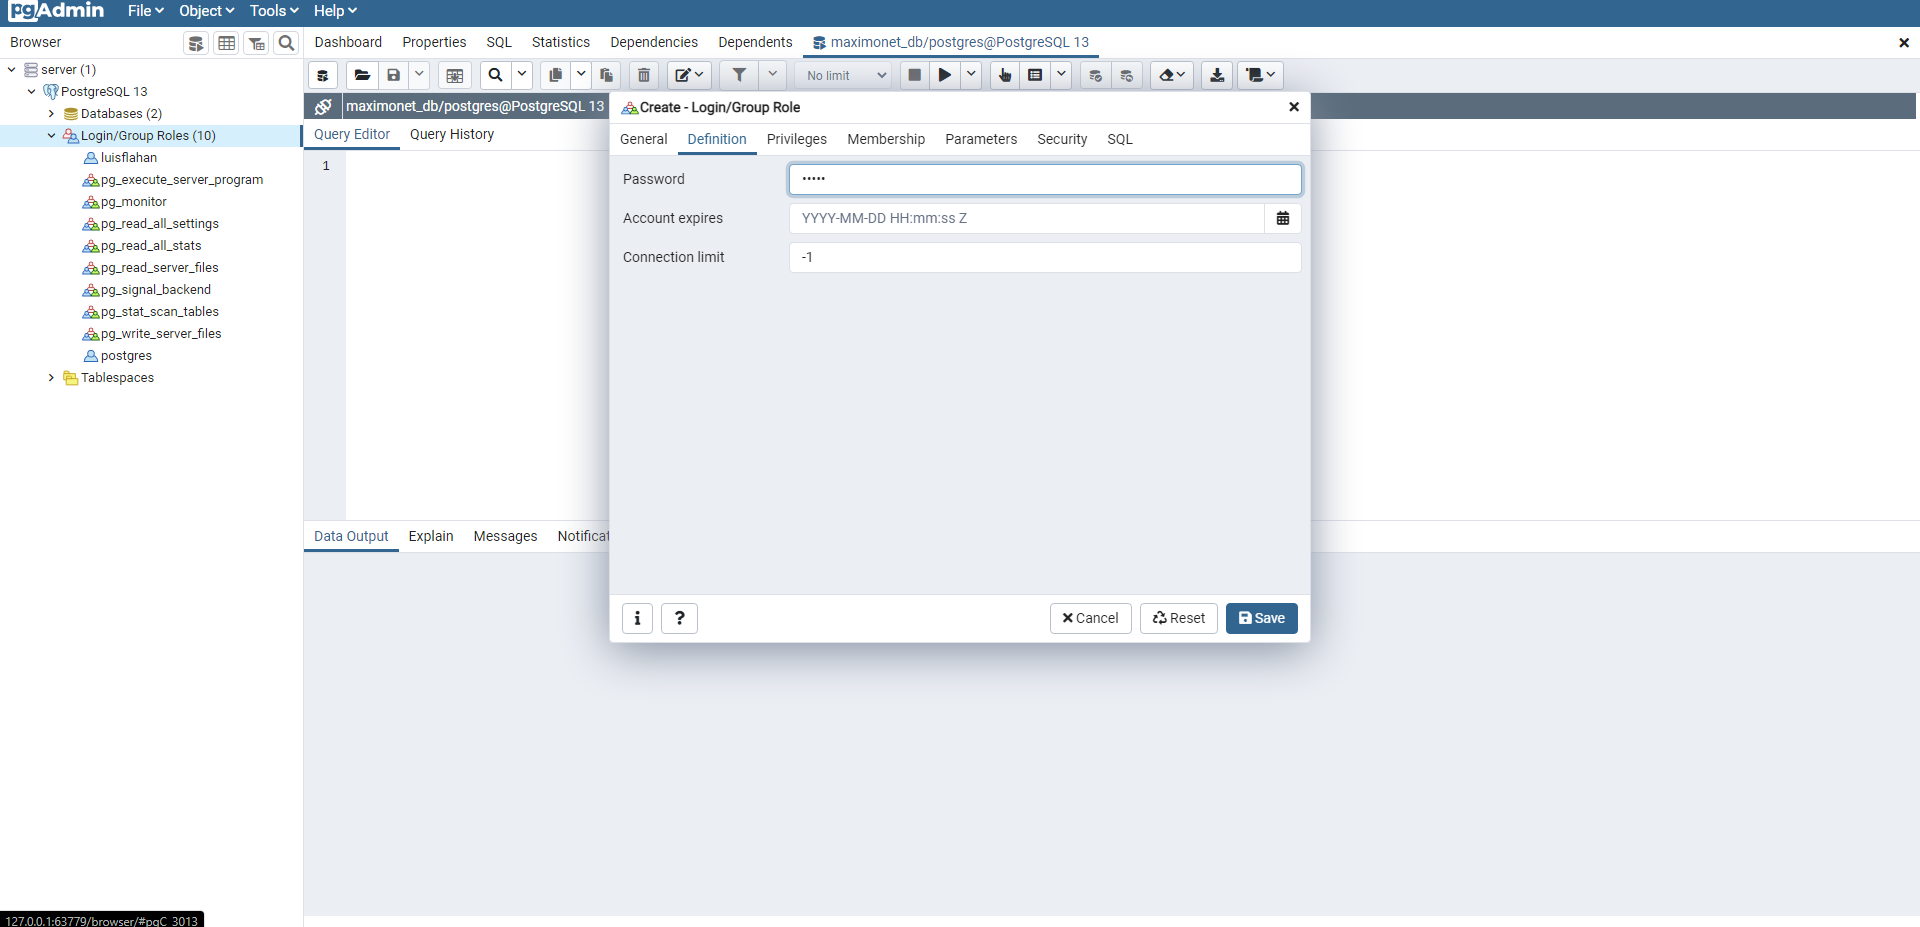 pgAdmin File Object Tools Help
Browser
Dashboard Properties SQL Statistics Dependencies Dependents maximonet_db/postgres@PostgreSQL 13
server (1)
PostgreSQL 13
Databases (2)
Login/Group Roles (10)
luisflahan
pg_execute_server_program
pg_monitor
pg_read_all_settings
pg_read_all_stats
pg_read_server_files
pg_signal_backend
pg_stat_scan_tables
pg_write_server_files
postgres
Tablespaces
No limit
maximonet_db/postgres@PostgreSQL 13
Query Editor Query History
1
Create - Login/Group Role
General Definition Privileges Membership Parameters Security SQL
Password •••••
Account expires YYYY-MM-DD HH:mm:ss Z
Connection limit -1
i ? Cancel Reset Save
Data Output Explain Messages Notificat
127.0.0.1:63779/browser/#pgC_3013